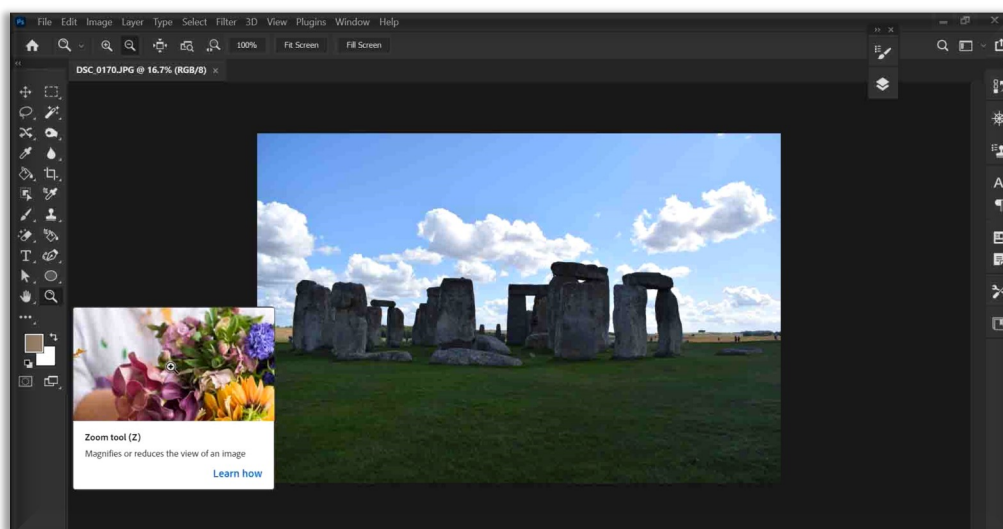 Ps File Edit Image Layer Type Select Filter 3D View Plugins Window Help
100% Fit Screen Fill Screen
DSC_0170.JPG @ 16.7% (RGB/8) ×
T
A
Zoom tool (Z)
Magnifies or reduces the view of an image
Learn how